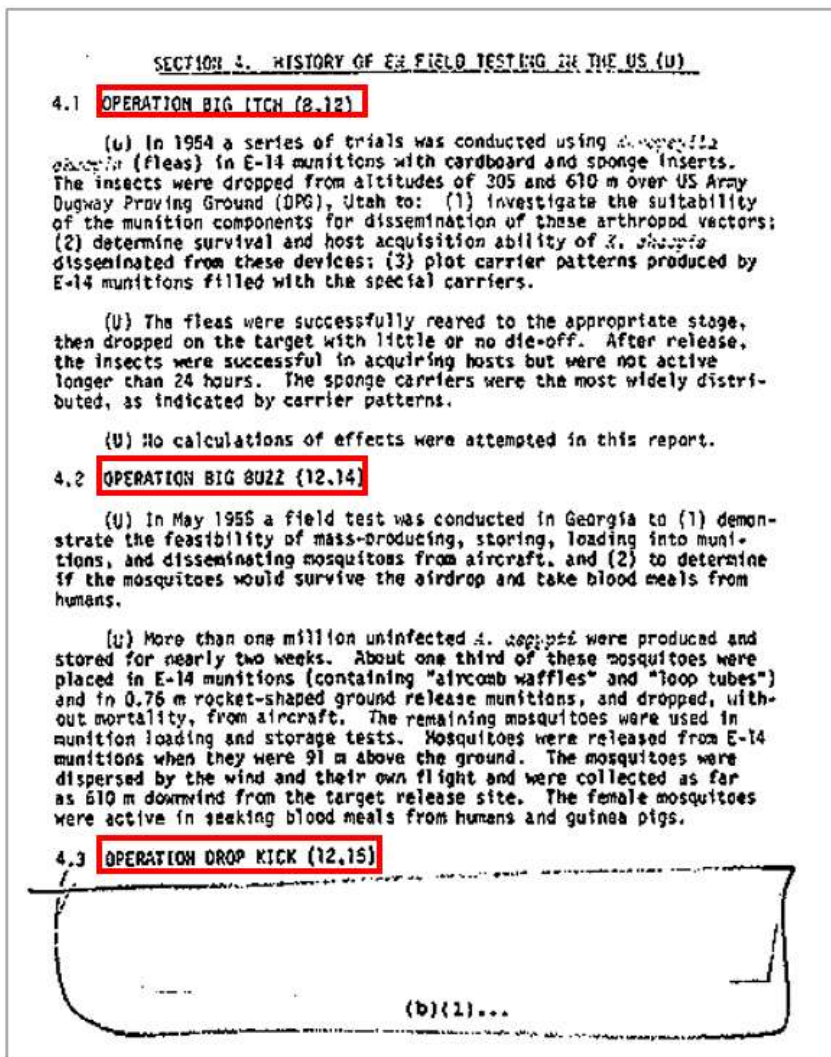 SECTION 4. HISTORY OF EW FIELD TESTING IN THE US (U)
4.1 OPERATION BIG ITCH (8,12)
(U) In 1954 a series of trials was conducted using
(fleas) in E-14 munitions with cardboard and sponge inserts.
The insects were dropped from altitudes of 305 and 610 m over US Army
Dugway Proving Ground (DPG), Utah to: (1) investigate the suitability
of the munition components for dissemination of these arthropod vectors;
(2) determine survival and host acquisition ability of X. cheopis
disseminated from these devices; (3) plot carrier patterns produced by
E-14 munitions filled with the special carriers.
(U) The fleas were successfully reared to the appropriate stage,
then dropped on the target with little or no die-off. After release,
the insects were successful in acquiring hosts but were not active
longer than 24 hours. The sponge carriers were the most widely distri-
buted, as indicated by carrier patterns.
(U) No calculations of effects were attempted in this report.
4.2 OPERATION BIG BUZZ (12,14)
(U) In May 1955 a field test was conducted in Georgia to (1) demon-
strate the feasibility of mass-producing, storing, loading into muni-
tions, and disseminating mosquitoes from aircraft, and (2) to determine
if the mosquitoes would survive the airdrop and take blood meals from
humans.
(U) More than one million uninfected A. aegypti were produced and
stored for nearly two weeks. About one third of these mosquitoes were
placed in E-14 munitions (containing "aircomb waffles" and "loop tubes")
and in 0.76 m rocket-shaped ground release munitions, and dropped, with-
out mortality, from aircraft. The remaining mosquitoes were used in
munition loading and storage tests. Mosquitoes were released from E-14
munitions when they were 91 m above the ground. The mosquitoes were
dispersed by the wind and their own flight and were collected as far
as 610 m downwind from the target release site. The female mosquitoes
were active in seeking blood meals from humans and guinea pigs.
4.3 OPERATION DROP KICK (12,15)
(b)(1)...